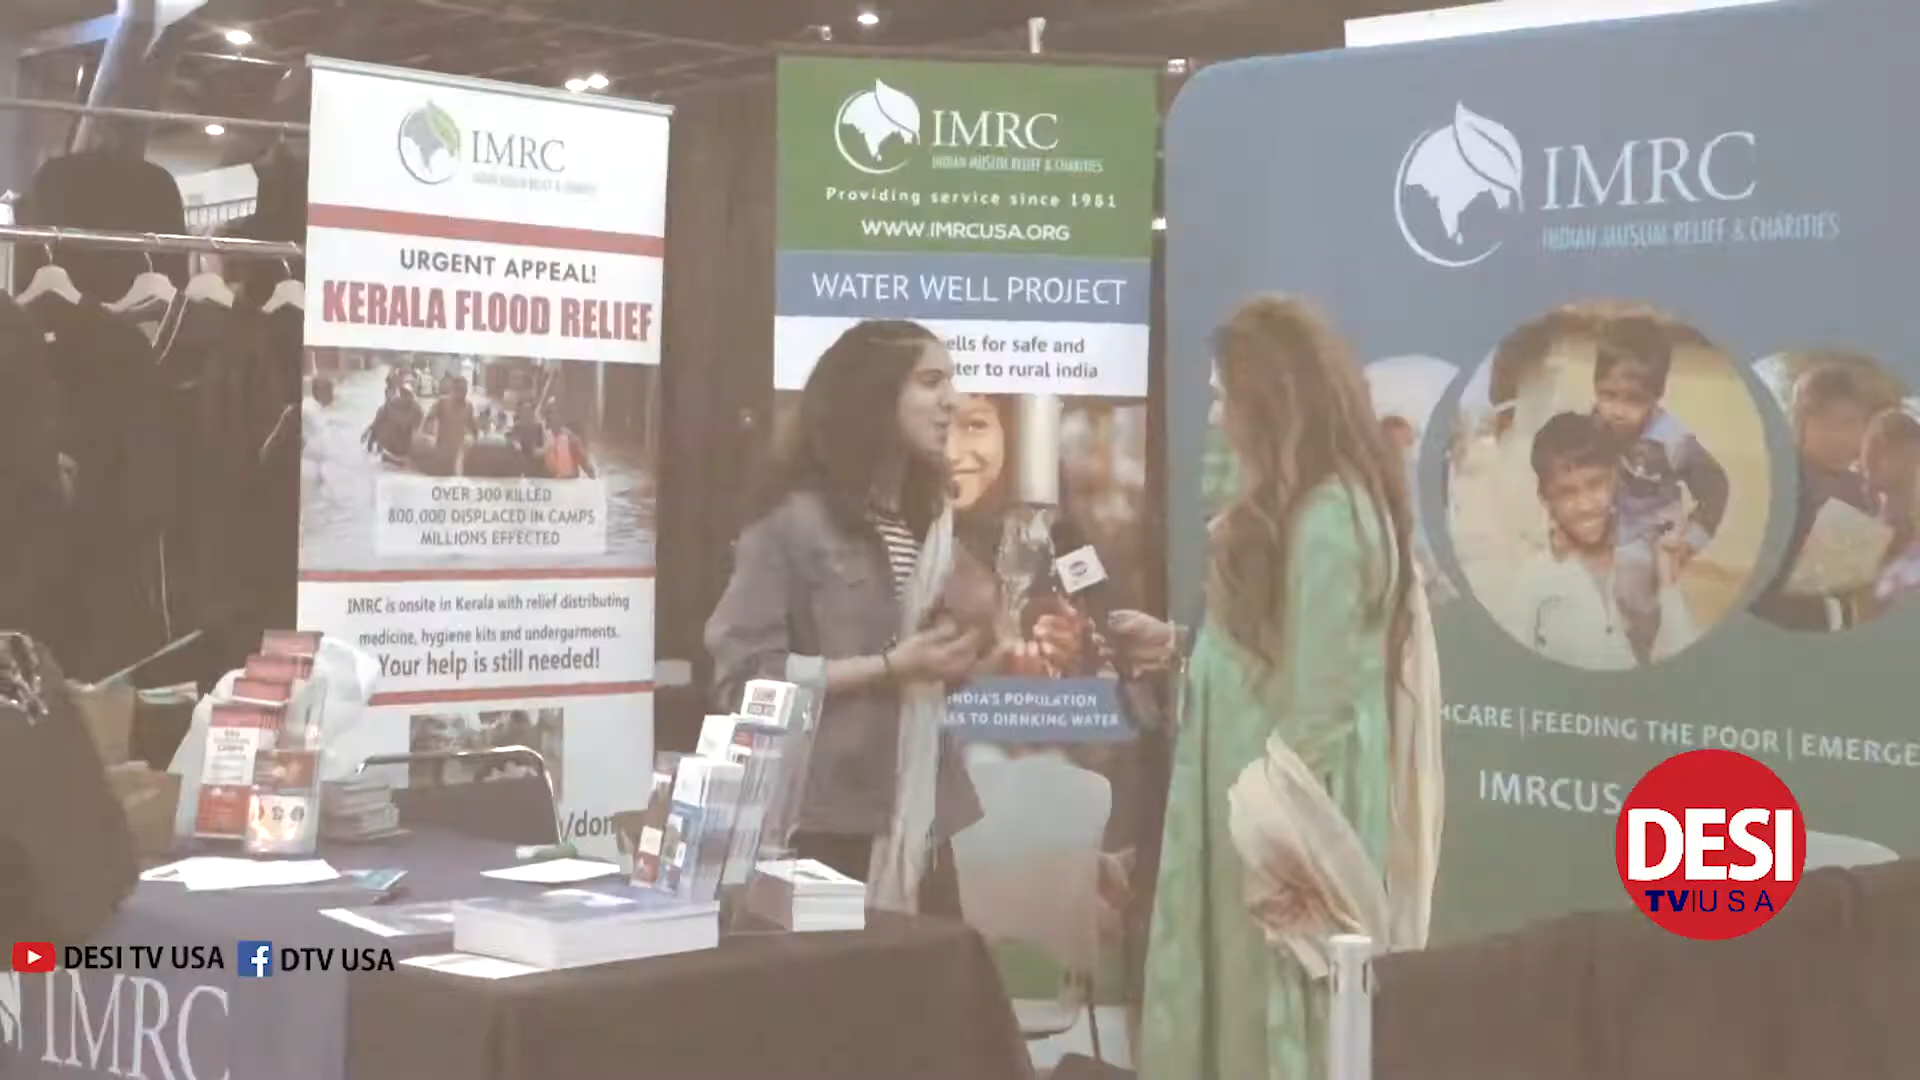 IMRC
URGENT APPEAL!
KERALA FLOOD RELIEF
OVER 300 KILLED
800,000 DISPLACED IN CAMPS
MILLIONS EFFECTED
IMRC is onsite in Kerala with relief distributing
medicine, hygiene kits and undergarments.
Your help is still needed!
/don
IMRC
INDIAN MUSLIM RELIEF & CHARITIES
Providing service since 1981
WWW.IMRCUSA.ORG
WATER WELL PROJECT
ells for safe and
ter to rural india
NDIA'S POPULATION
SS TO DIRNKING WATER
IMRC
INDIAN MUSLIM RELIEF & CHARITIES
HCARE | FEEDING THE POOR | EMERGE
IMRCUS
DESI
TV USA
DESI TV USA
DTV USA
IMRC